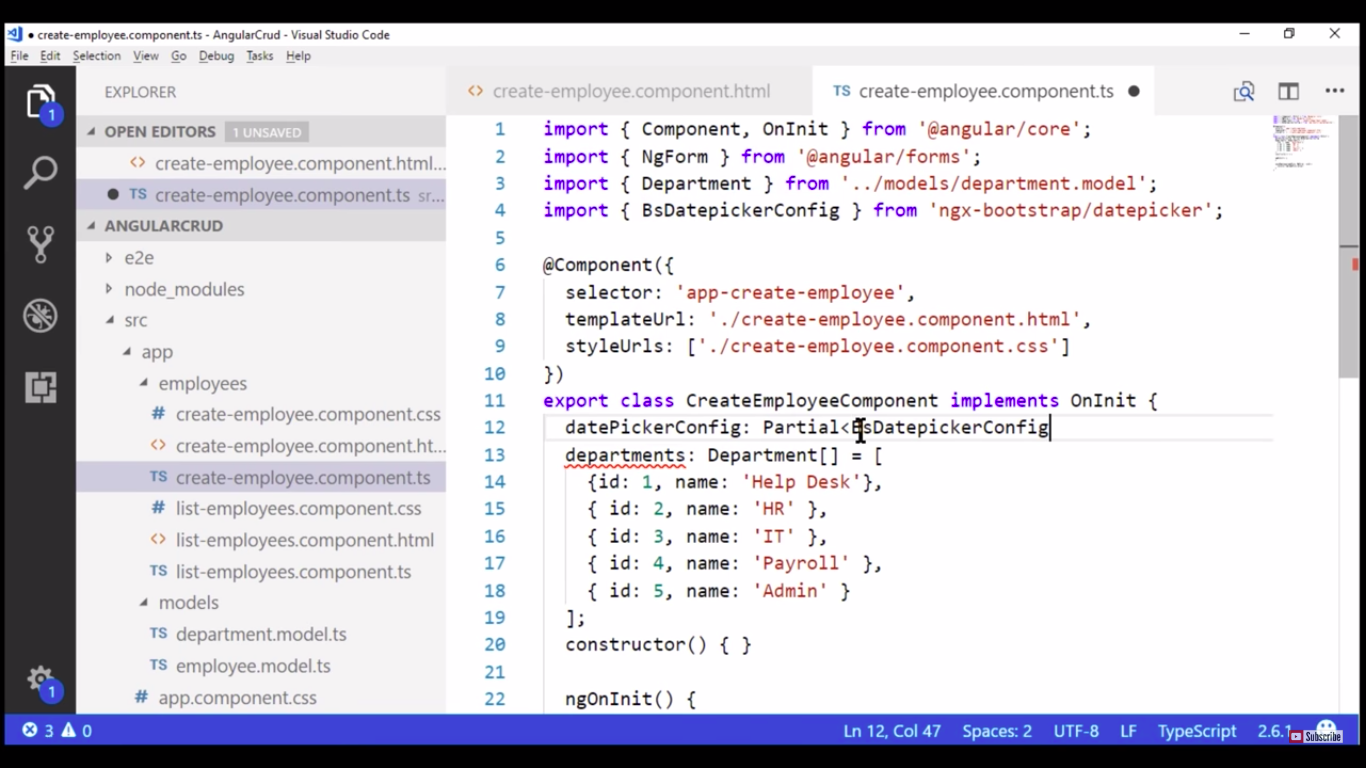 create-employee.component.ts - AngularCrud - Visual Studio Code
File Edit Selection View Go Debug Tasks Help
EXPLORER
OPEN EDITORS 1 UNSAVED
create-employee.component.html...
TS create-employee.component.ts sr...
ANGULARCRUD
e2e
node_modules
src
app
employees
# create-employee.component.css
<> create-employee.component.ht...
TS create-employee.component.ts
# list-employees.component.css
<> list-employees.component.html
TS list-employees.component.ts
models
TS department.model.ts
TS employee.model.ts
# app.component.css
1
1
<> create-employee.component.html
TS create-employee.component.ts
1 import { Component, OnInit } from '@angular/core';
2 import { NgForm } from '@angular/forms';
3 import { Department } from '../models/department.model';
4 import { BsDatepickerConfig } from 'ngx-bootstrap/datepicker';
5
6 @Component({
7 selector: 'app-create-employee',
8 templateUrl: './create-employee.component.html',
9 styleUrls: ['./create-employee.component.css']
10 })
11 export class CreateEmployeeComponent implements OnInit {
12 datePickerConfig: Partial<BsDatepickerConfig
13 departments: Department[] = [
14 {id: 1, name: 'Help Desk'},
15 { id: 2, name: 'HR' },
16 { id: 3, name: 'IT' },
17 { id: 4, name: 'Payroll' },
18 { id: 5, name: 'Admin' }
19 ];
20 constructor() { }
21
22 ngOnInit() {
3 0 Ln 12, Col 47 Spaces: 2 UTF-8 LF TypeScript 2.6.1
Subscribe